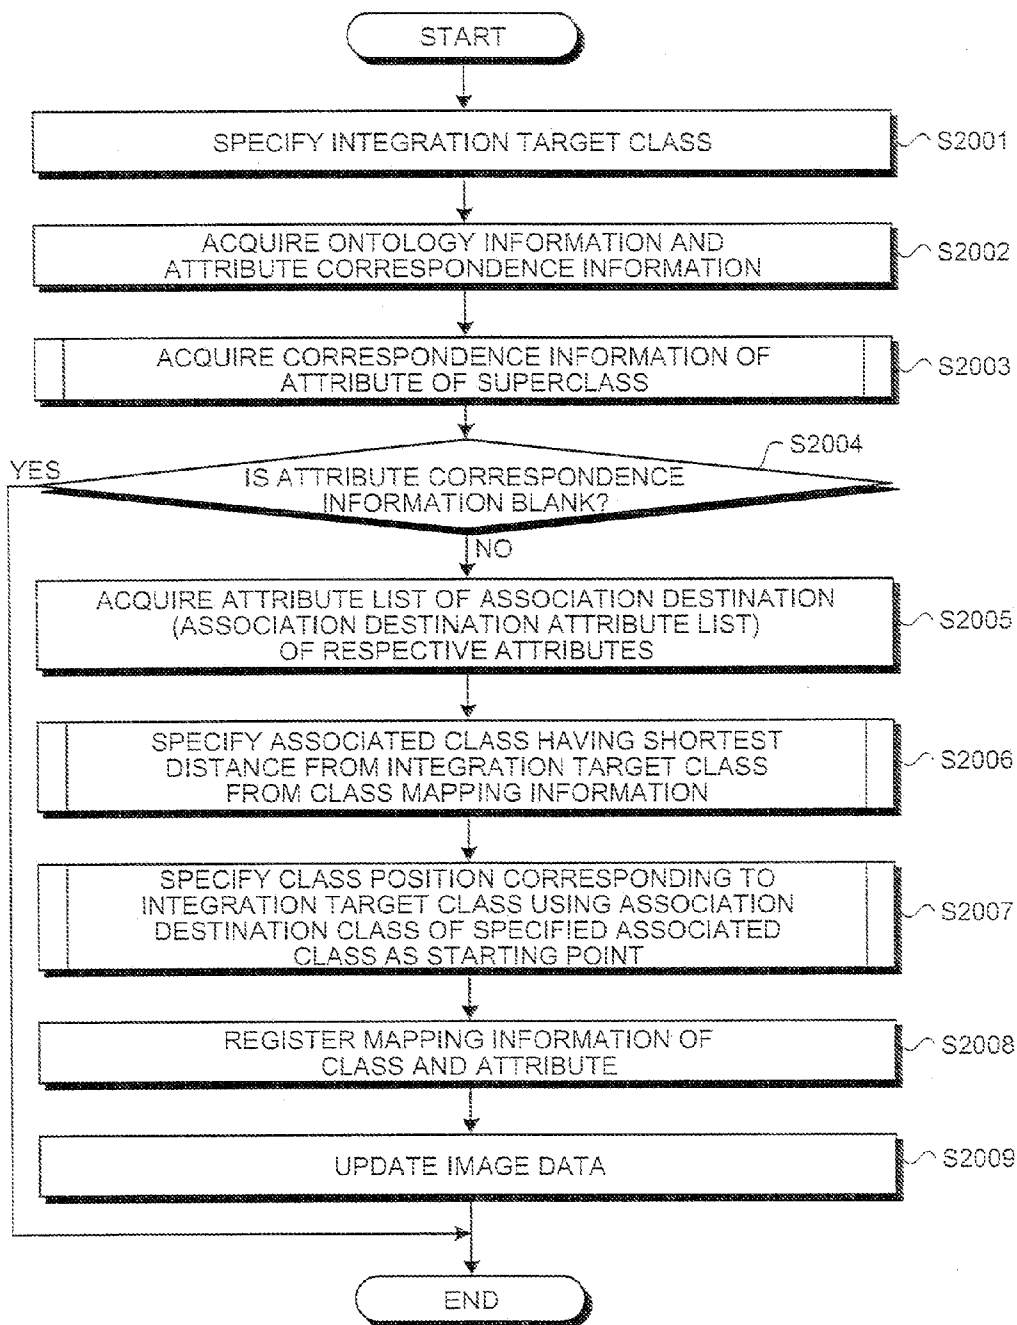 START
SPECIFY INTEGRATION TARGET CLASS
S2001
ACQUIRE ONTOLOGY INFORMATION AND
ATTRIBUTE CORRESPONDENCE INFORMATION
S2002
ACQUIRE CORRESPONDENCE INFORMATION OF
ATTRIBUTE OF SUPERCLASS
S2003
S2004
YES
IS ATTRIBUTE CORRESPONDENCE
INFORMATION BLANK?
NO
ACQUIRE ATTRIBUTE LIST OF ASSOCIATION DESTINATION
(ASSOCIATION DESTINATION ATTRIBUTE LIST)
OF RESPECTIVE ATTRIBUTES
S2005
SPECIFY ASSOCIATED CLASS HAVING SHORTEST
DISTANCE FROM INTEGRATION TARGET CLASS
FROM CLASS MAPPING INFORMATION
S2006
SPECIFY CLASS POSITION CORRESPONDING TO
INTEGRATION TARGET CLASS USING ASSOCIATION
DESTINATION CLASS OF SPECIFIED ASSOCIATED
CLASS AS STARTING POINT
S2007
REGISTER MAPPING INFORMATION OF
CLASS AND ATTRIBUTE
S2008
UPDATE IMAGE DATA
S2009
END